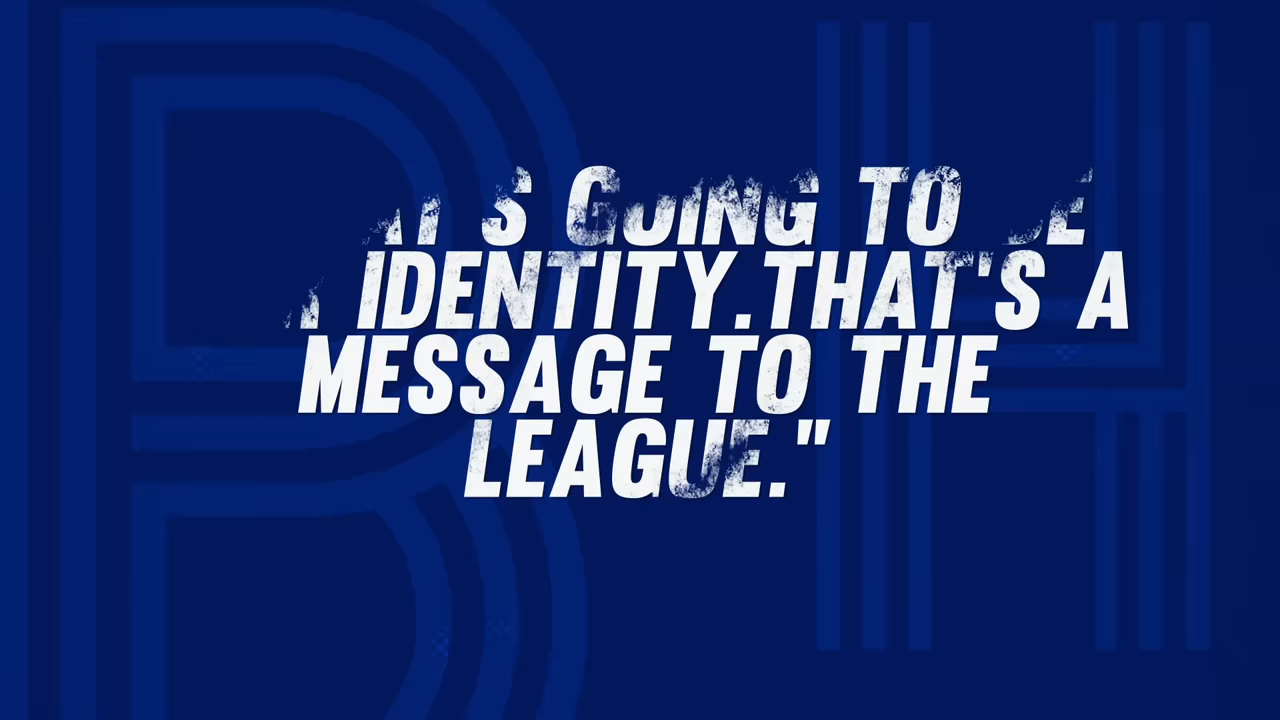 GOING TO
IDENTITY.THAT'S A
MESSAGE TO THE
LEAGUE."